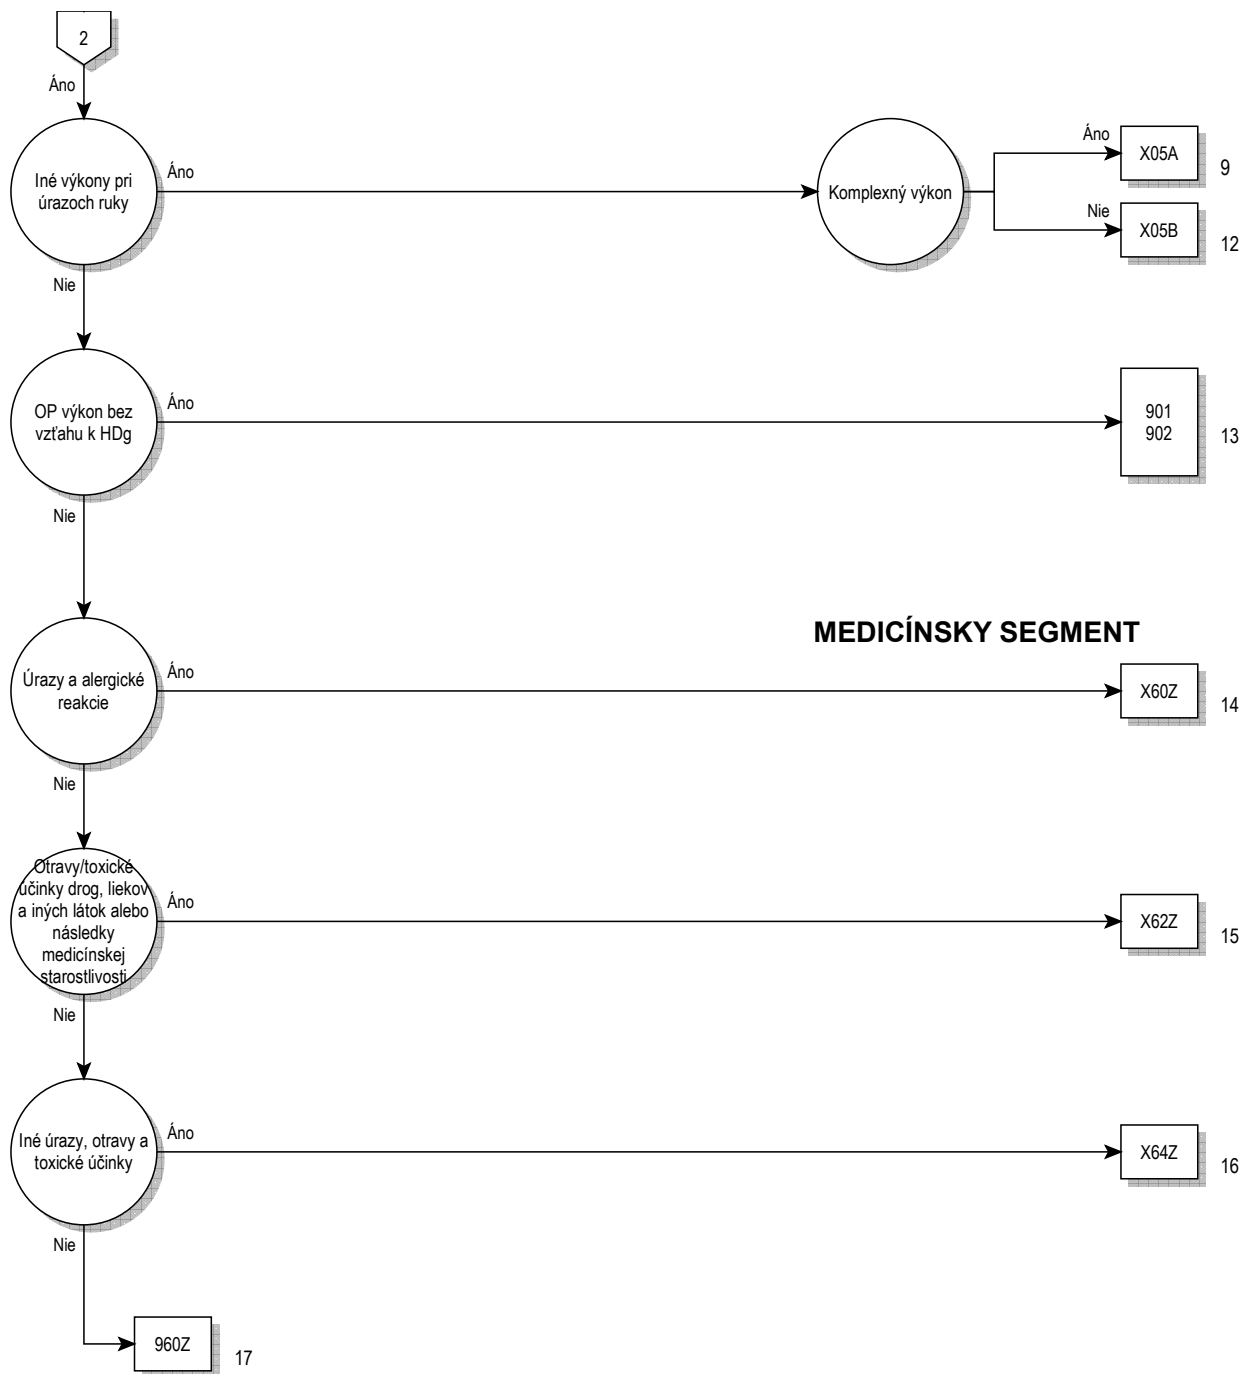 2
Áno
Iné výkony pri
úrazoch ruky
Áno
Komplexný výkon
Áno
X05A
9
Nie
X05B
12
Nie
OP výkon bez
vzťahu k HDg
Áno
901
902
13
Nie
MEDICÍNSKY SEGMENT
Úrazy a alergické
reakcie
Áno
X60Z
14
Nie
Otravy/toxické
účinky drog, liekov
a iných látok alebo
následky
medicínskej
starostlivosti
Áno
X62Z
15
Nie
Iné úrazy, otravy a
toxické účinky
Áno
X64Z
16
Nie
960Z
17